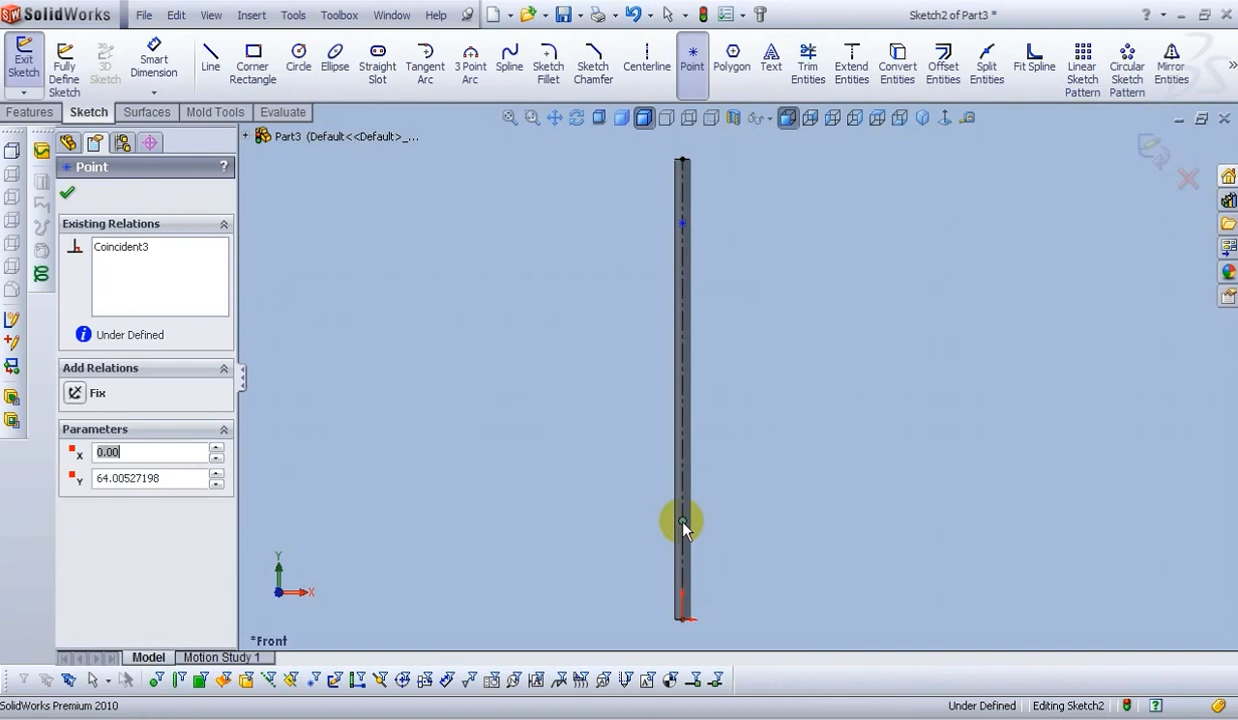 SolidWorks File Edit View Insert Tools Toolbox Window Help Sketch2 of Part3 *
Exit Sketch Fully Define Sketch 3D Sketch Smart Dimension Line Corner Rectangle Circle Ellipse Straight Slot Tangent Arc 3 Point Arc Spline Sketch Fillet Sketch Chamfer Centerline Point Polygon Text Trim Entities Extend Entities Convert Entities Offset Entities Split Entities Fit Spline Linear Sketch Pattern Circular Sketch Pattern Mirror Entities
Features Sketch Surfaces Mold Tools Evaluate
Part3 (Default<<Default>_...
Point ?
Existing Relations
Coincident3
Under Defined
Add Relations
Fix
Parameters
X 0.00
Y 64.00527198
Y
X
*Front
Model Motion Study 1
SolidWorks Premium 2010 Under Defined Editing Sketch2